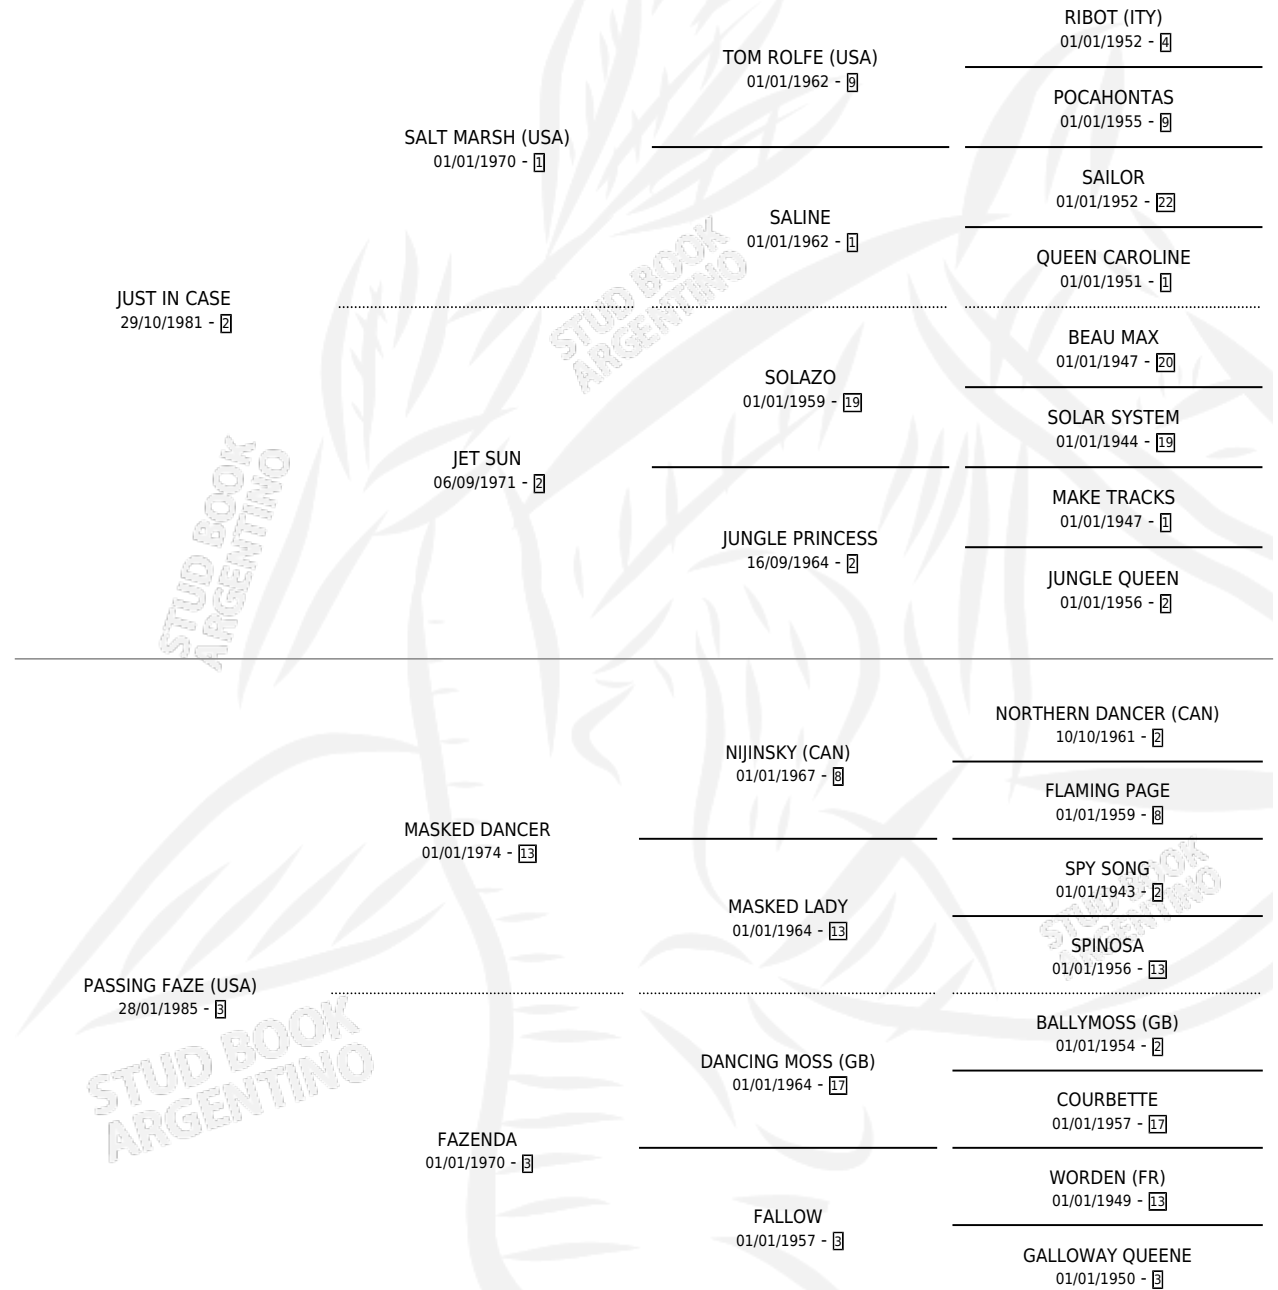 RIBOT (ITY)
01/01/1952 - 4
TOM ROLFE (USA)
01/01/1962 - 9
POCAHONTAS
01/01/1955 - 9
SALT MARSH (USA)
01/01/1970 - 1
SAILOR
01/01/1952 - 22
SALINE
01/01/1962 - 1
QUEEN CAROLINE
01/01/1951 - 1
JUST IN CASE
29/10/1981 - 2
BEAU MAX
01/01/1947 - 20
SOLAZO
01/01/1959 - 19
SOLAR SYSTEM
01/01/1944 - 19
JET SUN
06/09/1971 - 2
MAKE TRACKS
01/01/1947 - 1
JUNGLE PRINCESS
16/09/1964 - 2
JUNGLE QUEEN
01/01/1956 - 2
NORTHERN DANCER (CAN)
10/10/1961 - 2
NIJINSKY (CAN)
01/01/1967 - 8
FLAMING PAGE
01/01/1959 - 8
MASKED DANCER
01/01/1974 - 13
SPY SONG
01/01/1943 - 2
MASKED LADY
01/01/1964 - 13
SPINOSA
01/01/1956 - 13
PASSING FAZE (USA)
28/01/1985 - 3
BALLYMOSS (GB)
01/01/1954 - 2
DANCING MOSS (GB)
01/01/1964 - 17
COURBETTE
01/01/1957 - 17
FAZENDA
01/01/1970 - 3
WORDEN (FR)
01/01/1949 - 13
FALLOW
01/01/1957 - 3
GALLOWAY QUEENE
01/01/1950 - 3
STUD BOOK
ARGENTINO
STUD BOOK
ARGENTINO
STUD BOOK
ARGENTINO
STUD BOOK
ARGENTINO